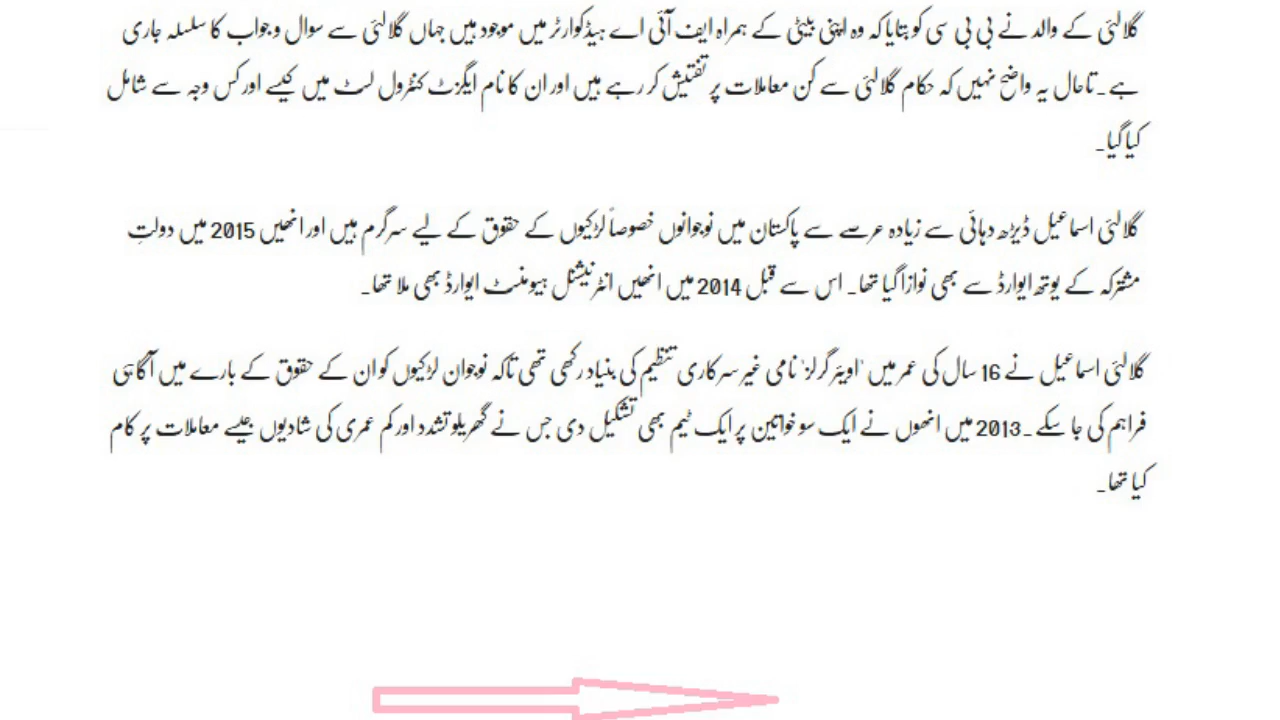 گلالئی کے والد نے بی بی سی کو بتایا کہ وہ اپنی بیٹی کے ہمراہ ایف آئی اے ہیڈکوارٹر میں موجود ہیں جہاں گلالئی سے سوال و جواب کا سلسلہ جاری
ہے۔تاحال یہ واضح نہیں کہ حکام گلالئی سے کن معاملات پر تفتیش کر رہے ہیں اور ان کا نام ایگزٹ کنٹرول لسٹ میں کیسے اور کس وجہ سے شامل
کیا گیا۔
گلالئی اسماعیل ڈیڑھ دہائی سے زیادہ عرصے سے پاکستان میں نوجوانوں خصوصاً لڑکیوں کے حقوق کے لیے سرگرم ہیں اور انھیں 2015 میں دولتِ
مشترکہ کے یوتھ ایوارڈ سے بھی نوازا گیا تھا۔ اس سے قبل 2014 میں انھیں انٹرنیشنل ہیومنسٹ ایوارڈ بھی ملا تھا۔
گلالئی اسماعیل نے 16 سال کی عمر میں 'اویئر گرلز' نامی غیر سرکاری تنظیم کی بنیاد رکھی تھی تاکہ نوجوان لڑکیوں کو ان کے حقوق کے بارے میں آگاہی
فراہم کی جا سکے۔2013 میں انھوں نے ایک سو خواتین پر ایک ٹیم بھی تشکیل دی جس نے گھریلو تشدد اور کم عمری کی شادیوں جیسے معاملات پر کام
کیا تھا۔